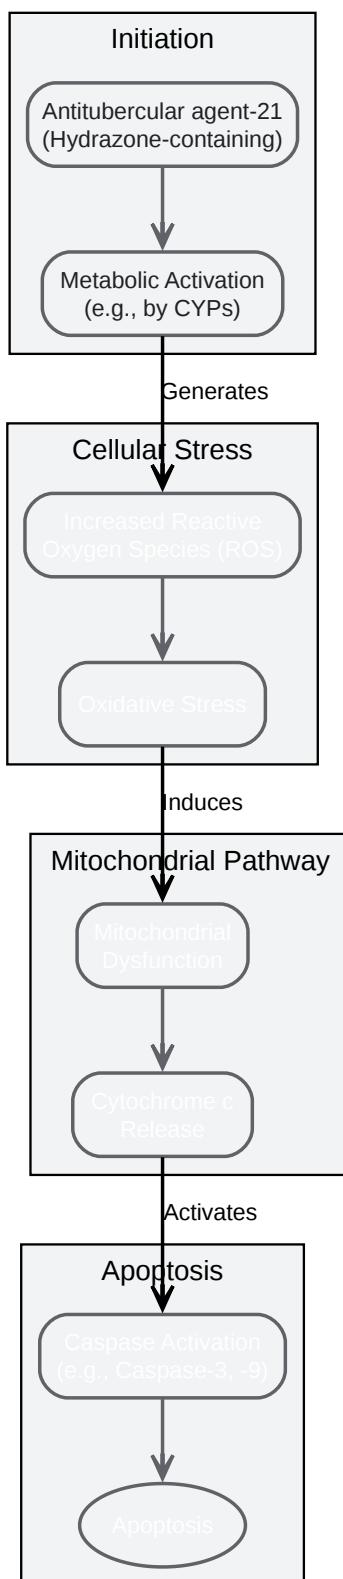 Initiation
Antitubercular agent-21
(Hydrazone-containing)
Metabolic Activation
(e.g., by CYPs)
Generates
Cellular Stress
Increased Reactive
Oxygen Species (ROS)
Oxidative Stress
Induces
Mitochondrial Pathway
Mitochondrial
Dysfunction
Cytochrome c
Release
Activates
Apoptosis
Caspase Activation
(e.g., Caspase-3, -9)
Apoptosis